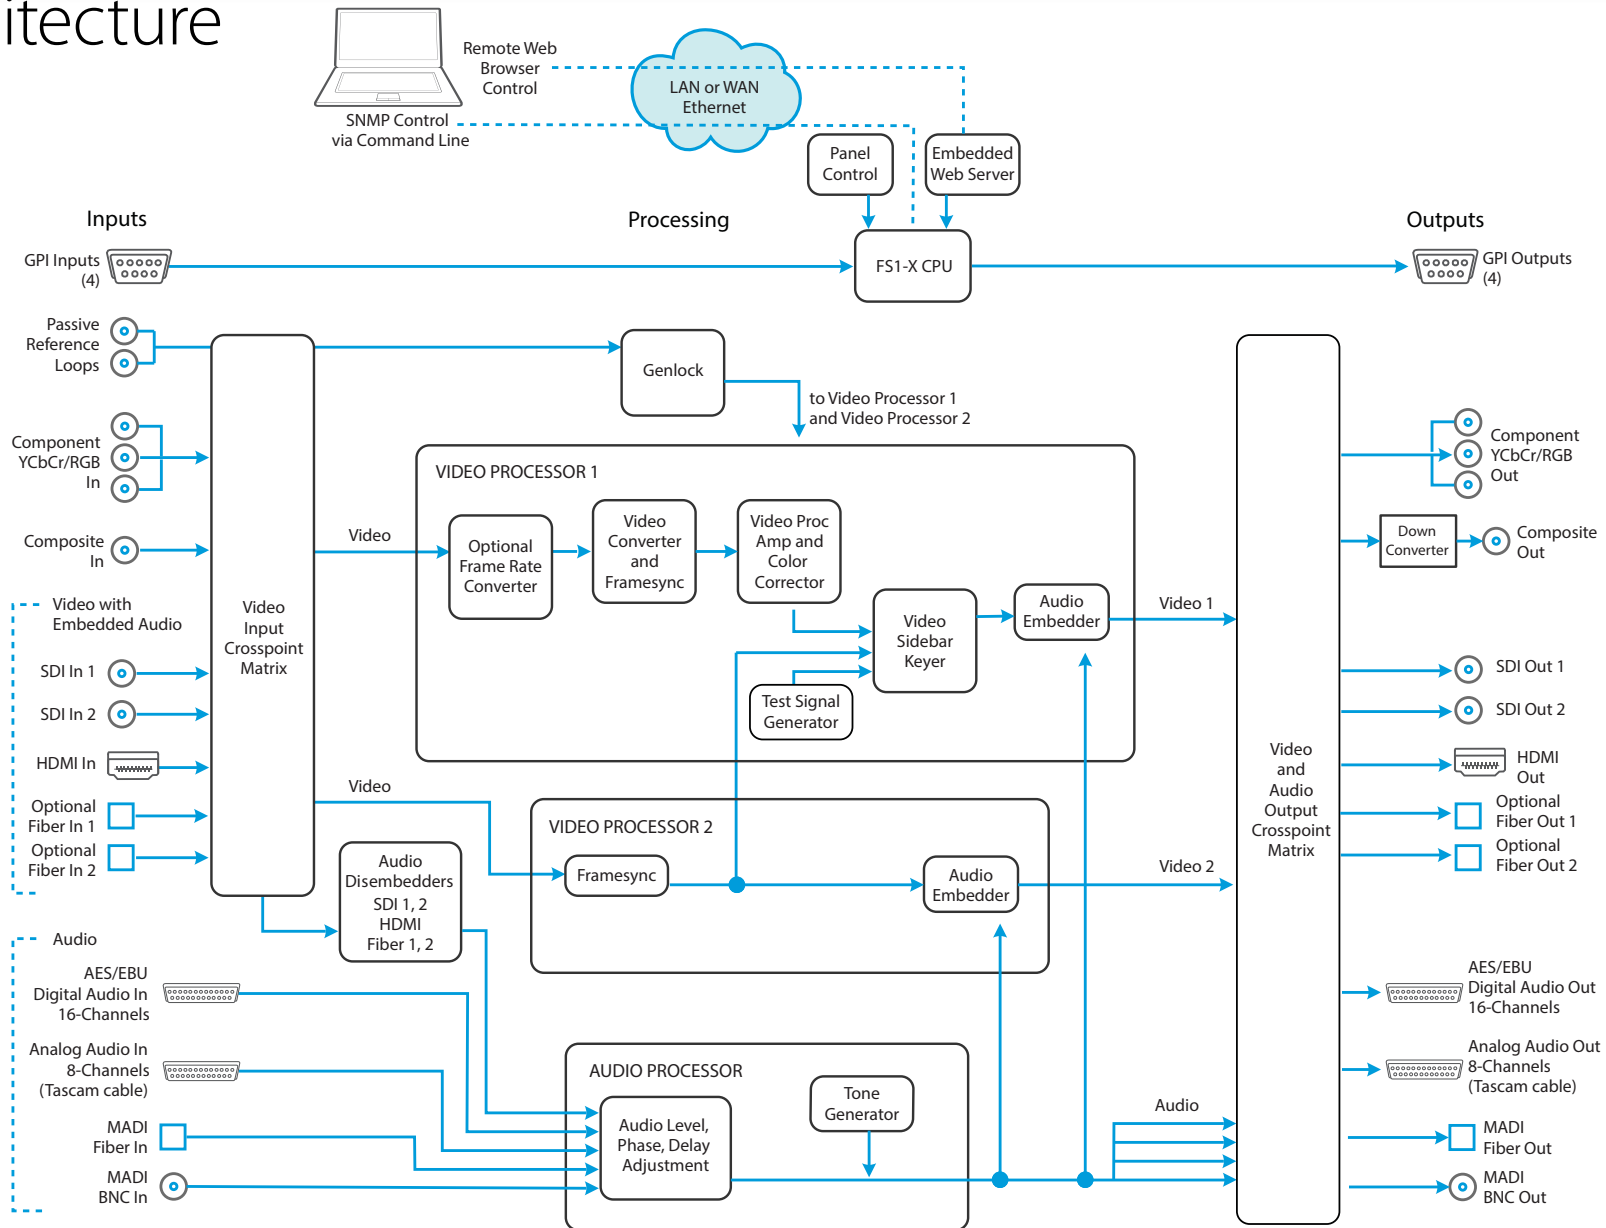 itecture
Remote Web
Browser
Control
LAN or WAN
Ethernet
SNMP Control
via Command Line
Panel
Control
Embedded
Web Server
Inputs
Processing
Outputs
GPI Inputs
(4)
FS1-X CPU
GPI Outputs
(4)
Passive
Reference
Loops
Genlock
to Video Processor 1
and Video Processor 2
Component
YCbCr/RGB
In
Component
YCbCr/RGB
Out
VIDEO PROCESSOR 1
Composite
In
Video
Optional
Frame Rate
Converter
Video
Converter
and
Framesync
Video Proc
Amp and
Color
Corrector
Down
Converter
Composite
Out
Video with
Embedded Audio
Video
Input
Crosspoint
Matrix
Video
Sidebar
Keyer
Audio
Embedder
Video 1
SDI In 1
SDI In 2
Test Signal
Generator
SDI Out 1
SDI Out 2
HDMI In
Video
and
Audio
Output
Crosspoint
Matrix
HDMI
Out
Optional
Fiber In 1
Optional
Fiber In 2
Video
VIDEO PROCESSOR 2
Optional
Fiber Out 1
Optional
Fiber Out 2
Audio
Disembedders
SDI 1, 2
HDMI
Fiber 1, 2
Framesync
Audio
Embedder
Video 2
Audio
AES/EBU
Digital Audio In
16-Channels
AES/EBU
Digital Audio Out
16-Channels
Analog Audio In
8-Channels
(Tascam cable)
Analog Audio Out
8-Channels
(Tascam cable)
AUDIO PROCESSOR
Tone
Generator
Audio Level,
Phase, Delay
Adjustment
Audio
MADI
Fiber In
MADI
Fiber Out
MADI
BNC In
MADI
BNC Out